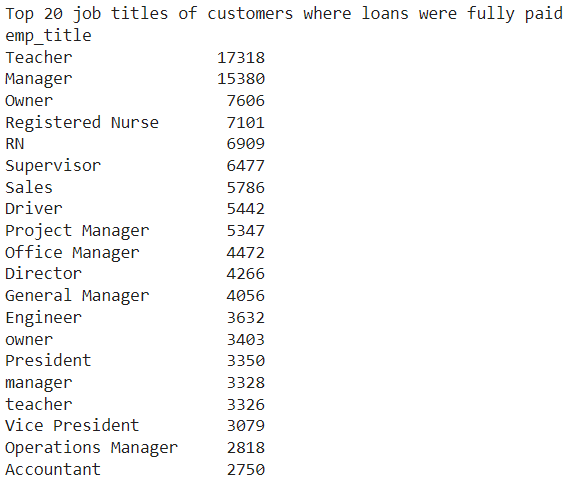 Top 20 job titles of customers where loans were fully paid
emp_title
Teacher 17318
Manager 15380
Owner 7606
Registered Nurse 7101
RN 6909
Supervisor 6477
Sales 5786
Driver 5442
Project Manager 5347
Office Manager 4472
Director 4266
General Manager 4056
Engineer 3632
owner 3403
President 3350
manager 3328
teacher 3326
Vice President 3079
Operations Manager 2818
Accountant 2750